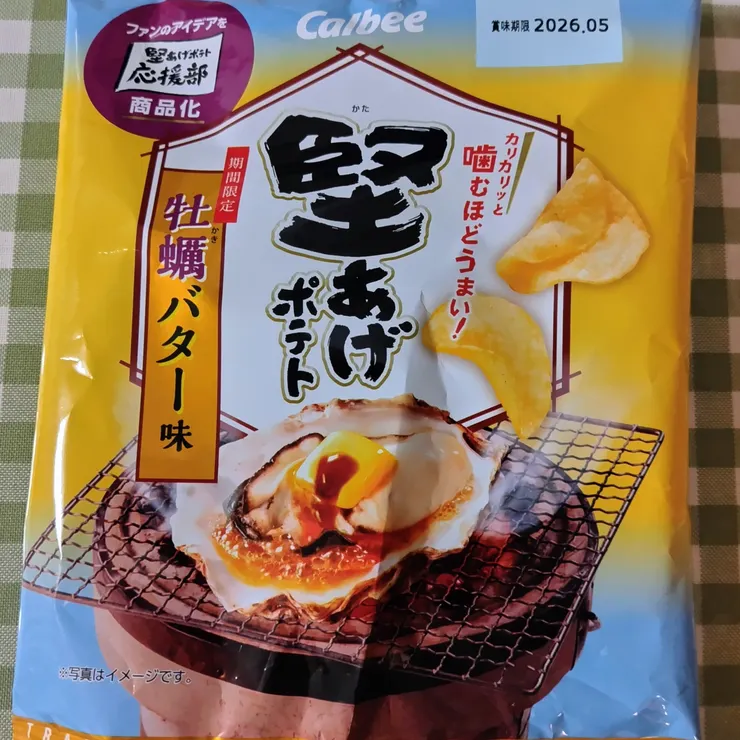 Calbee
賞味期限 2026.05
ファンのアイデアを
堅あげポテト
応援部
商品化
かた
堅あげ
ポテト
カリカリッと
噛むほどうまい!
期間限定
牡蠣バター味
かき
※写真はイメージです。